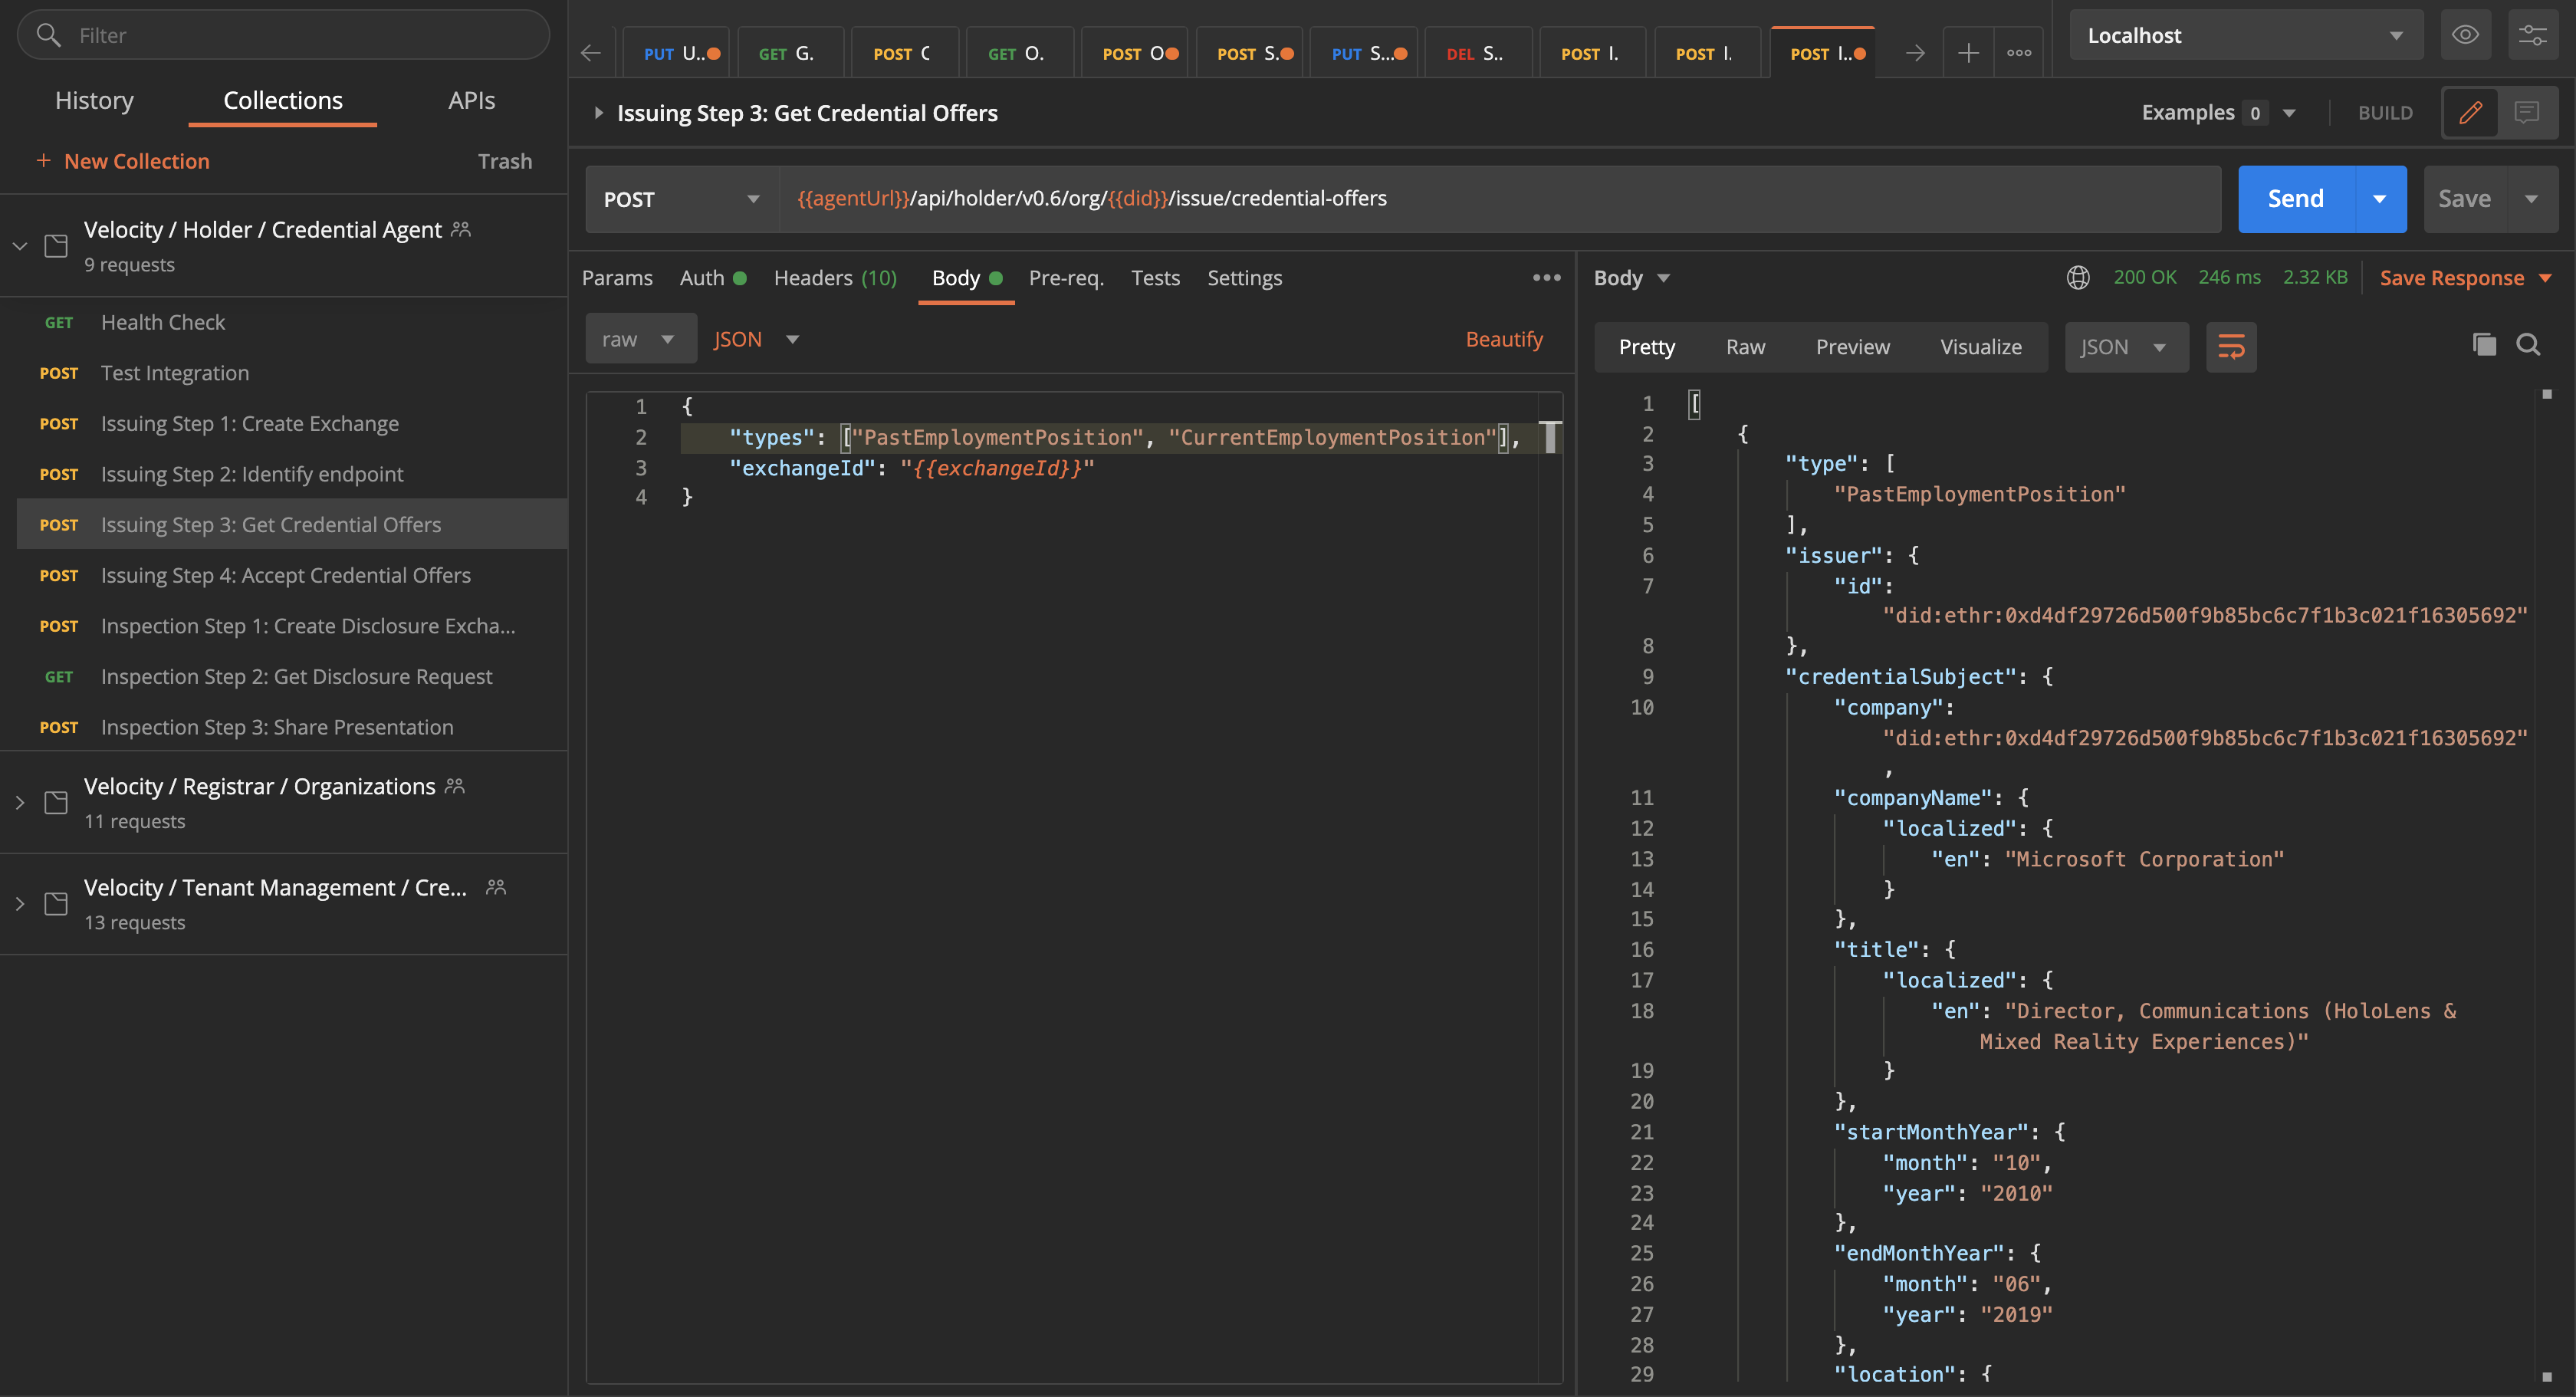 Filter
History Collections APIs
+ New Collection Trash
Velocity / Holder / Credential Agent
9 requests
GET Health Check
POST Test Integration
POST Issuing Step 1: Create Exchange
POST Issuing Step 2: Identify endpoint
POST Issuing Step 3: Get Credential Offers
POST Issuing Step 4: Accept Credential Offers
POST Inspection Step 1: Create Disclosure Excha...
GET Inspection Step 2: Get Disclosure Request
POST Inspection Step 3: Share Presentation
Velocity / Registrar / Organizations
11 requests
Velocity / Tenant Management / Cre...
13 requests
PUT U.. GET G. POST C GET O. POST O POST S. PUT S... DEL S.. POST I. POST I. POST I..
Localhost
Issuing Step 3: Get Credential Offers
Examples 0 BUILD
POST {{agentUrl}}/api/holder/v0.6/org/{{did}}/issue/credential-offers
Send Save
Params Auth Headers (10) Body Pre-req. Tests Settings
raw JSON Beautify
1 {
2 "types": ["PastEmploymentPosition", "CurrentEmploymentPosition"],
3 "exchangeId": "{{exchangeId}}"
4 }
Body 200 OK 246 ms 2.32 KB Save Response
Pretty Raw Preview Visualize JSON
1 [
2 {
3 "type": [
4 "PastEmploymentPosition"
5 ],
6 "issuer": {
7 "id":
"did:ethr:0xd4df29726d500f9b85bc6c7f1b3c021f16305692"
8 },
9 "credentialSubject": {
10 "company":
"did:ethr:0xd4df29726d500f9b85bc6c7f1b3c021f16305692"
,
11 "companyName": {
12 "localized": {
13 "en": "Microsoft Corporation"
14 }
15 },
16 "title": {
17 "localized": {
18 "en": "Director, Communications (HoloLens &
Mixed Reality Experiences)"
19 }
20 },
21 "startMonthYear": {
22 "month": "10",
23 "year": "2010"
24 },
25 "endMonthYear": {
26 "month": "06",
27 "year": "2019"
28 },
29 "location": {